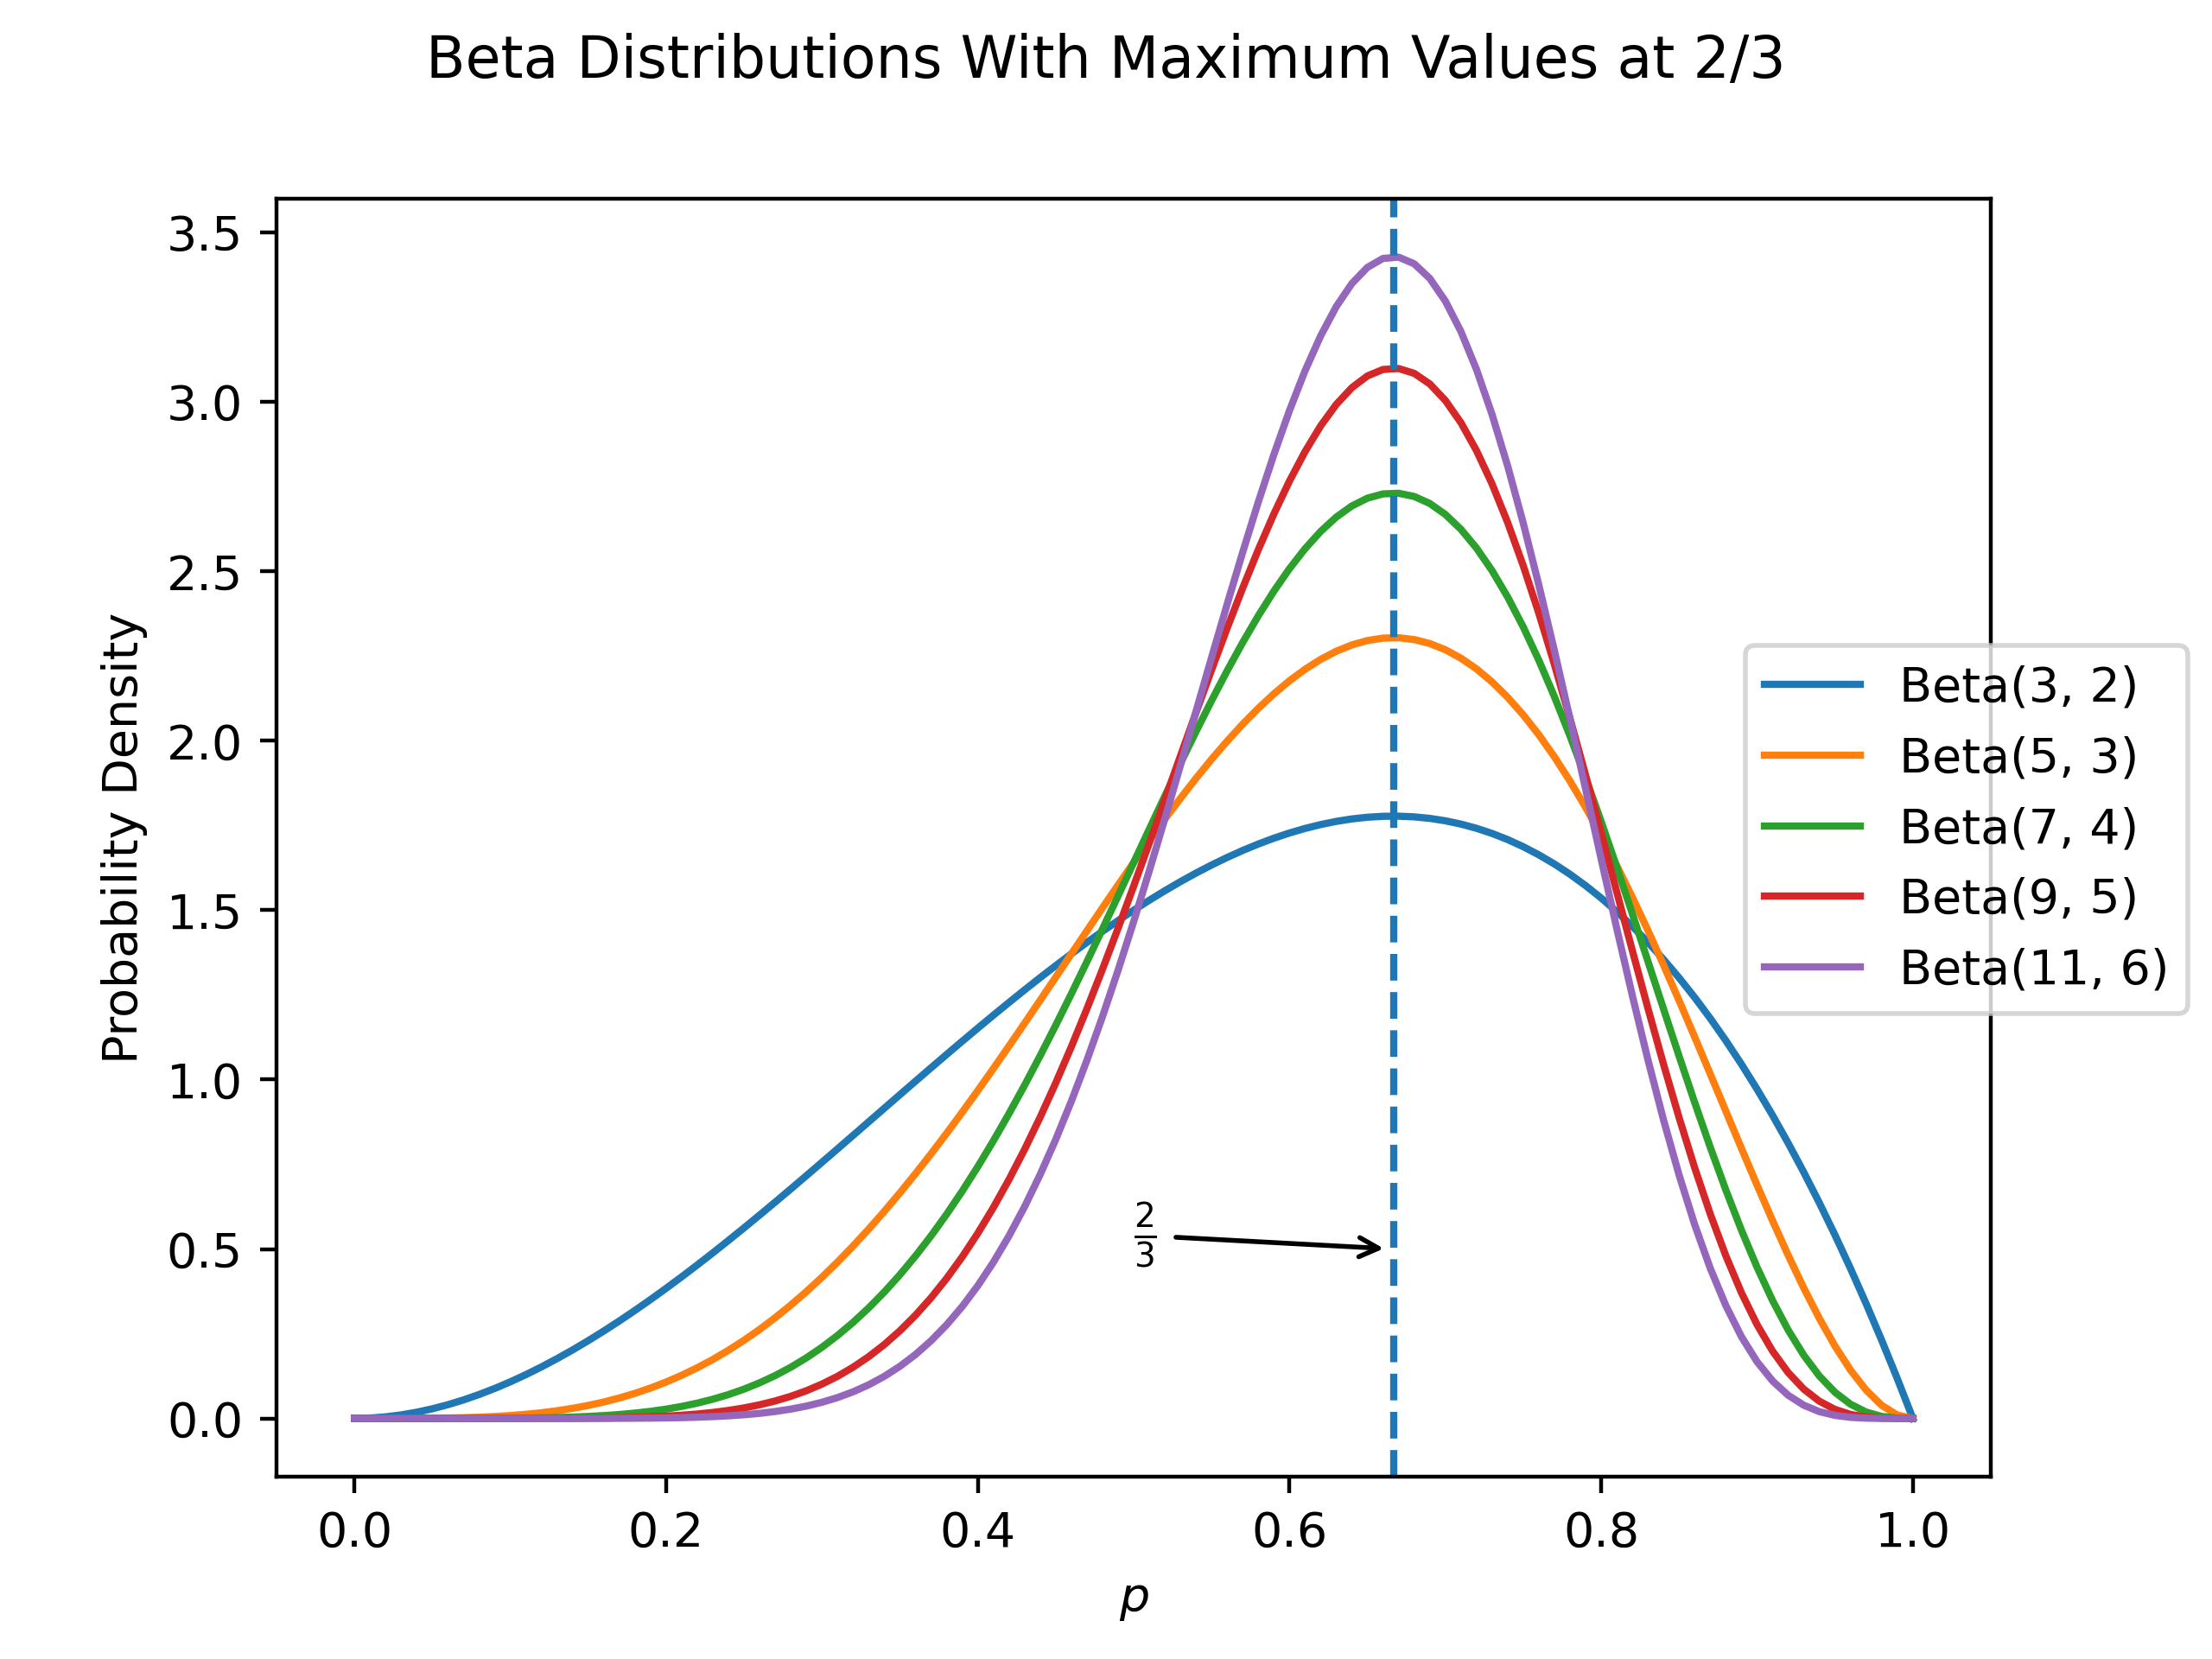 Beta Distributions With Maximum Values at 2/3
3.5
3.0
2.5
2.0
1.5
1.0
0.5
0.0
Probability Density
Beta(3, 2)
Beta(5, 3)
Beta(7, 4)
Beta(9, 5)
Beta(11, 6)
2
3
0.0 0.2 0.4 0.6 0.8 1.0
p